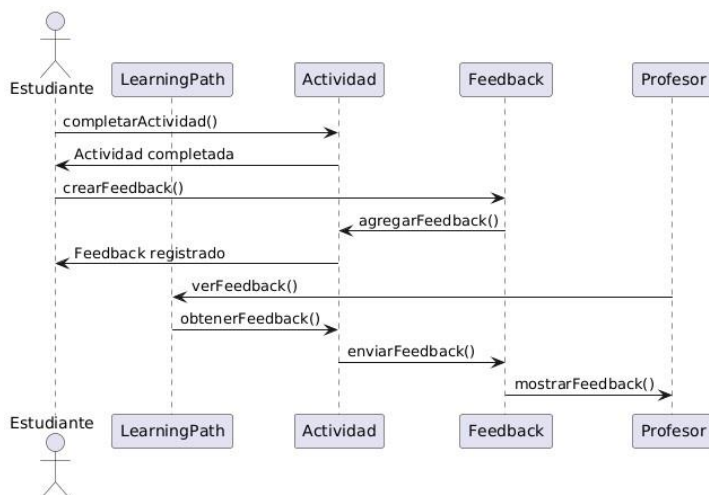 Estudiante
LearningPath
Actividad
Feedback
Profesor
completarActividad()
Actividad completada
crearFeedback()
agregarFeedback()
Feedback registrado
verFeedback()
obtenerFeedback()
enviarFeedback()
mostrarFeedback()
Estudiante
LearningPath
Actividad
Feedback
Profesor